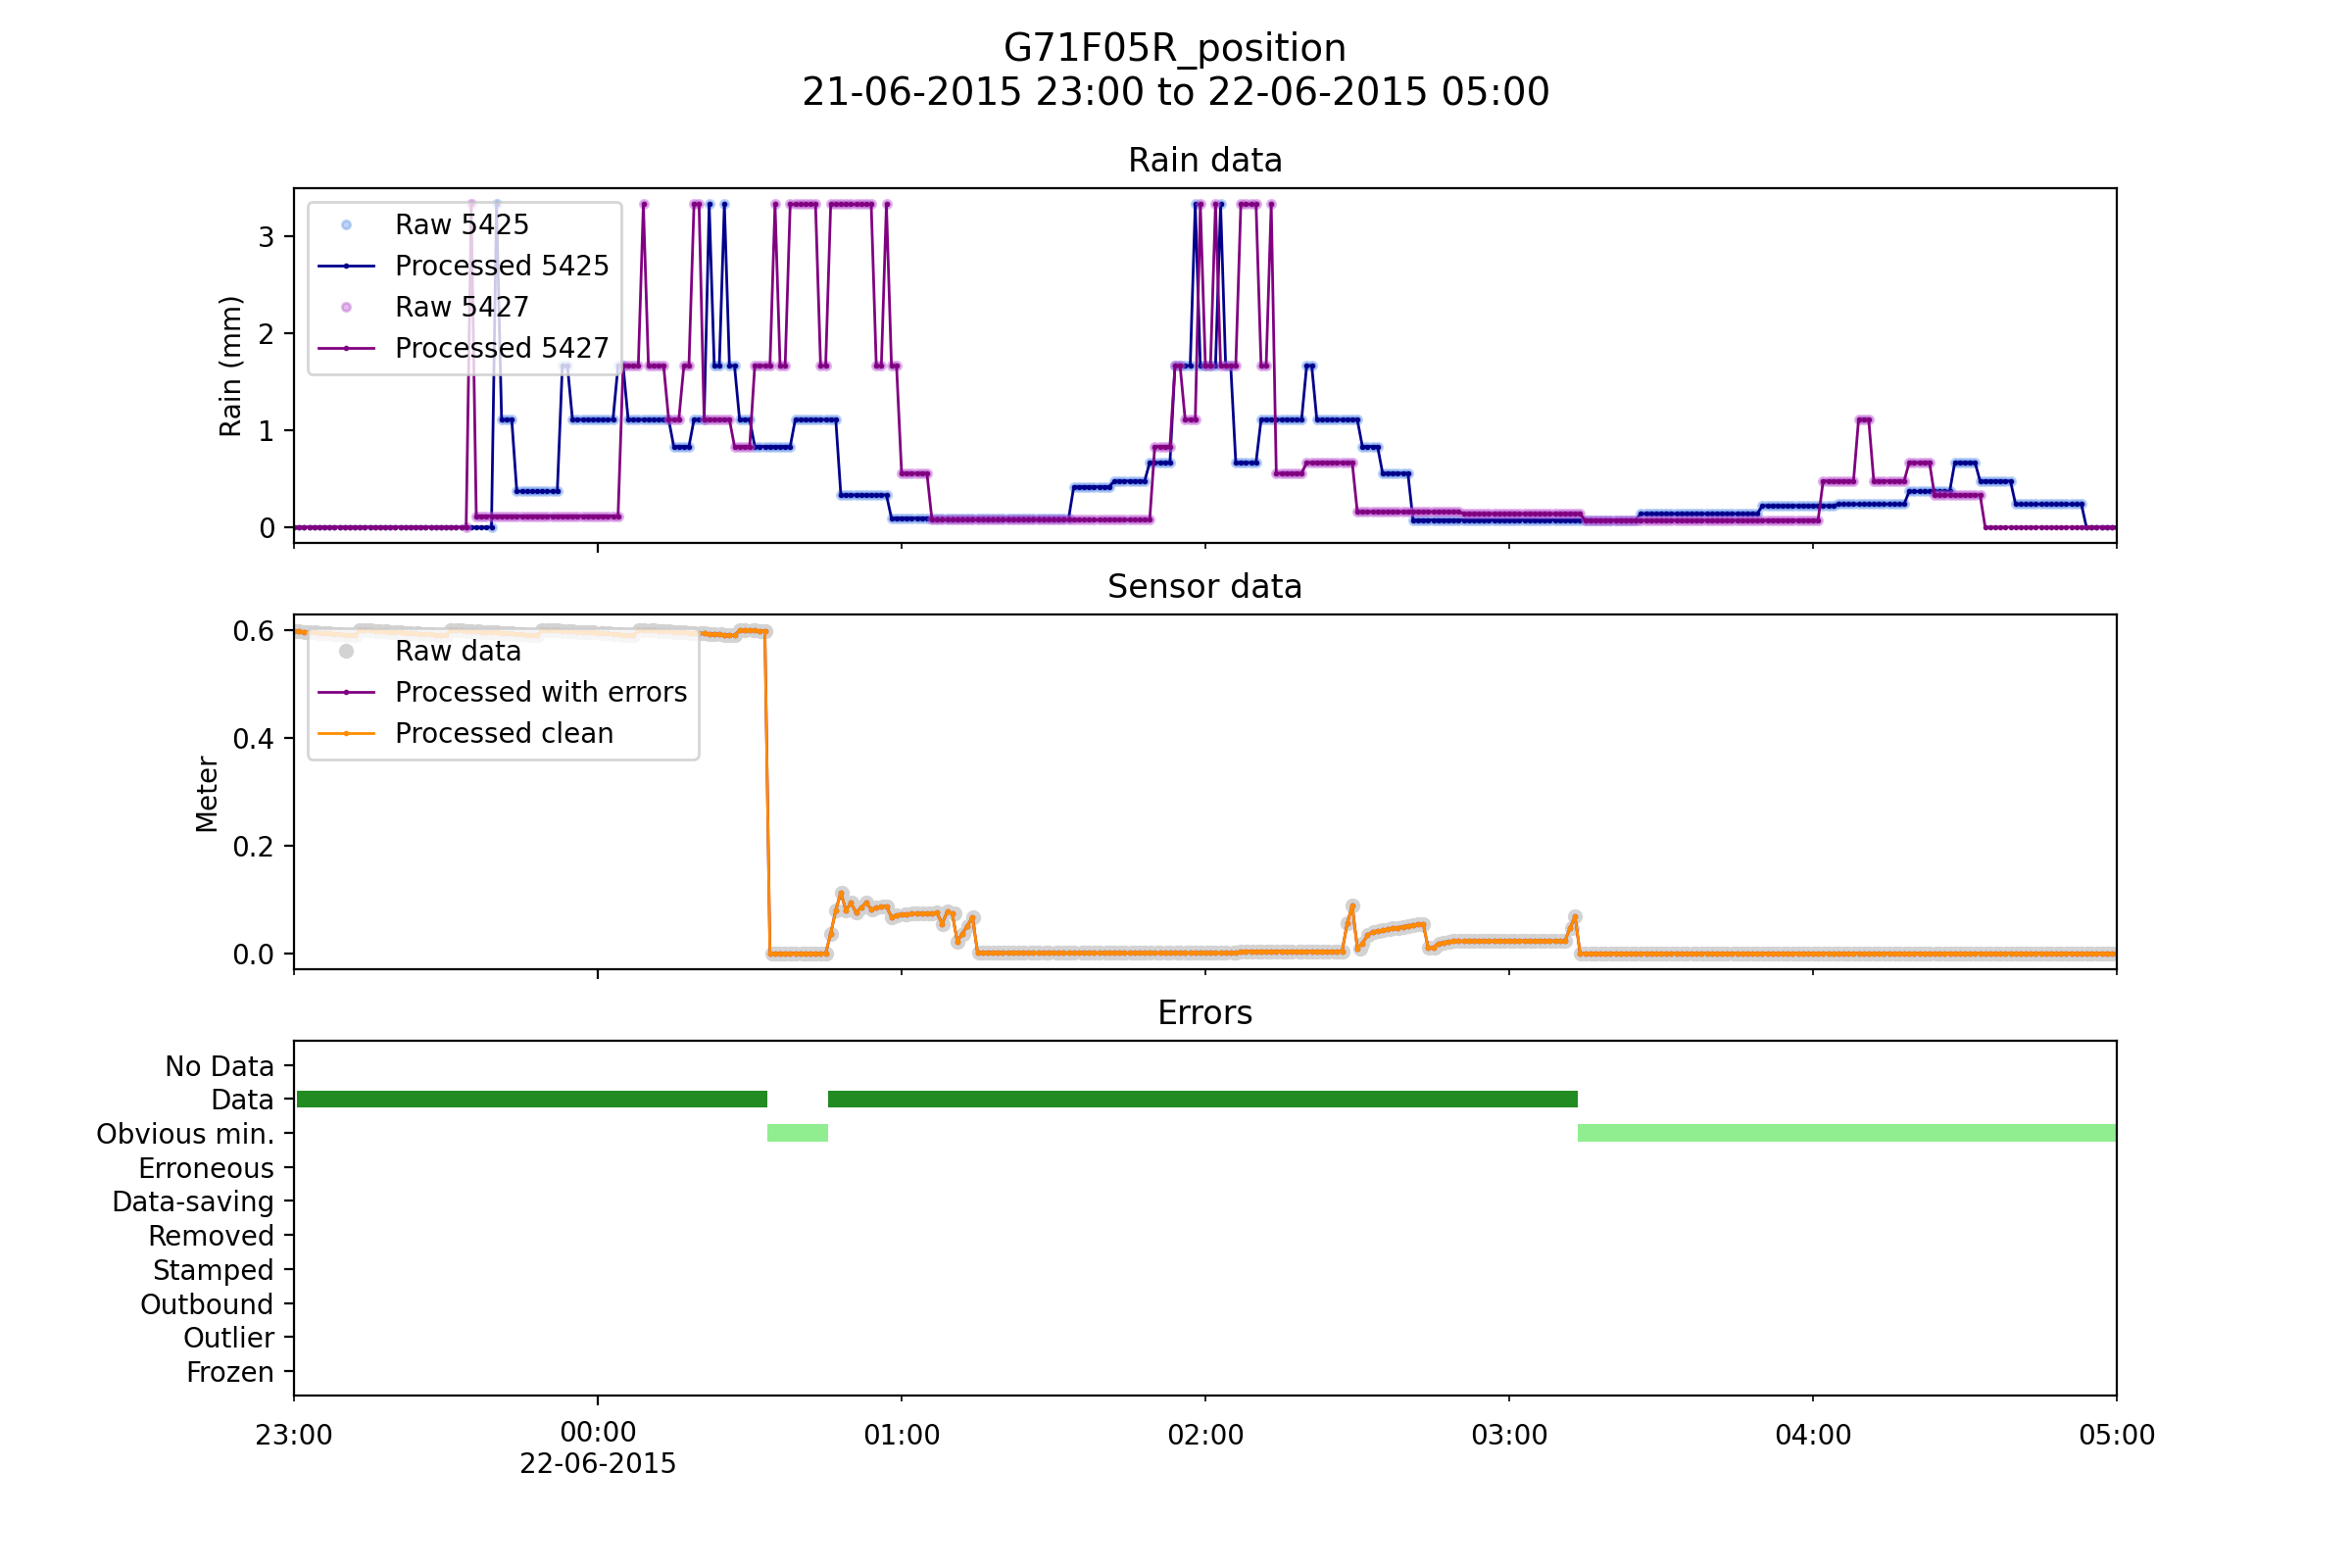 G71F05R_position
21-06-2015 23:00 to 22-06-2015 05:00
Rain data
Rain (mm)
3
2
1
0
Raw 5425
Processed 5425
Raw 5427
Processed 5427
Sensor data
Meter
0.6
0.4
0.2
0.0
Raw data
Processed with errors
Processed clean
Errors
No Data
Data
Obvious min.
Erroneous
Data-saving
Removed
Stamped
Outbound
Outlier
Frozen
23:00 00:00 01:00 02:00 03:00 04:00 05:00
22-06-2015